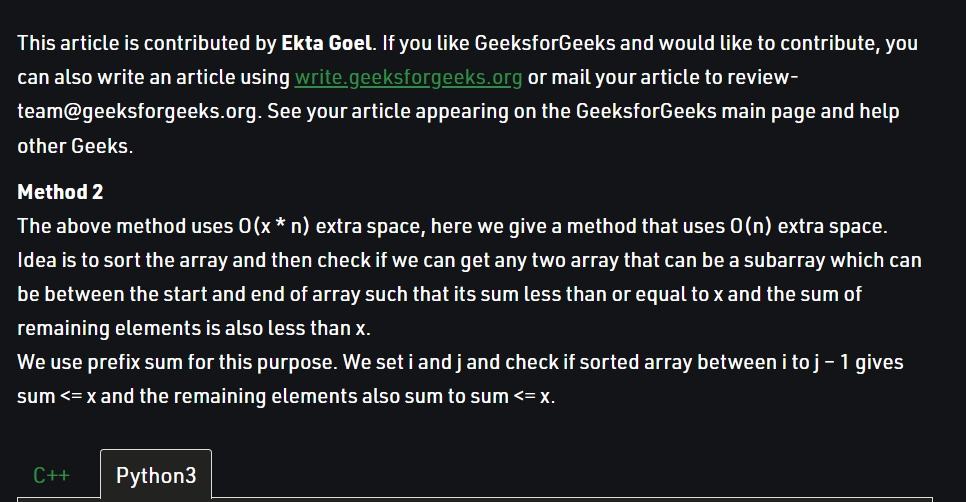 This article is contributed by Ekta Goel. If you like GeeksforGeeks and would like to contribute, you
can also write an article using write.geeksforgeeks.org or mail your article to review-
team@geeksforgeeks.org. See your article appearing on the GeeksforGeeks main page and help
other Geeks.
Method 2
The above method uses O(x * n) extra space, here we give a method that uses O(n) extra space.
Idea is to sort the array and then check if we can get any two array that can be a subarray which can
be between the start and end of array such that its sum less than or equal to x and the sum of
remaining elements is also less than x.
We use prefix sum for this purpose. We set i and j and check if sorted array between i to j – 1 gives
sum <= x and the remaining elements also sum to sum <= x.
C++ Python3